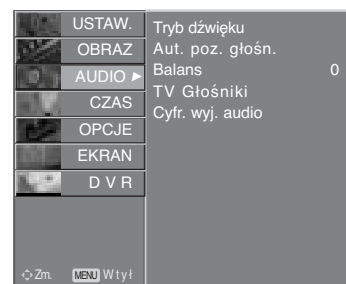 USTAW.
OBRAZ
AUDIO ►
CZAS
OPCJE
EKRAN
D V R
Tryb dźwięku
Aut. poz. głośn.
Balans 0
TV Głośniki
Cyfr. wyj. audio
Zm. MENU Wtył